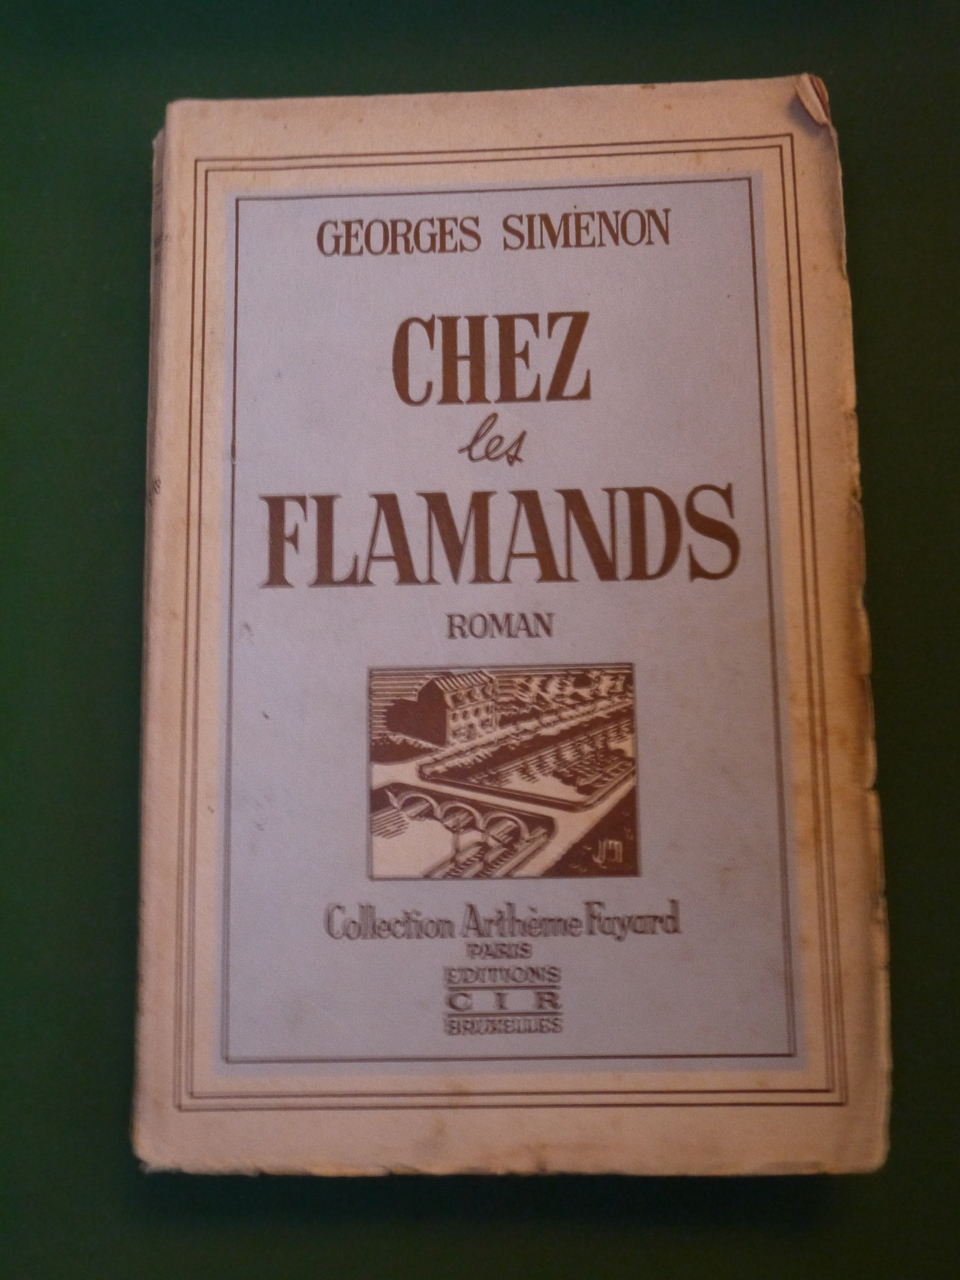 GEORGES SIMENON
CHEZ
les
FLAMANDS
ROMAN
Collection Arthème Fayard
PARIS
EDITIONS
CIR
BRUXELLES